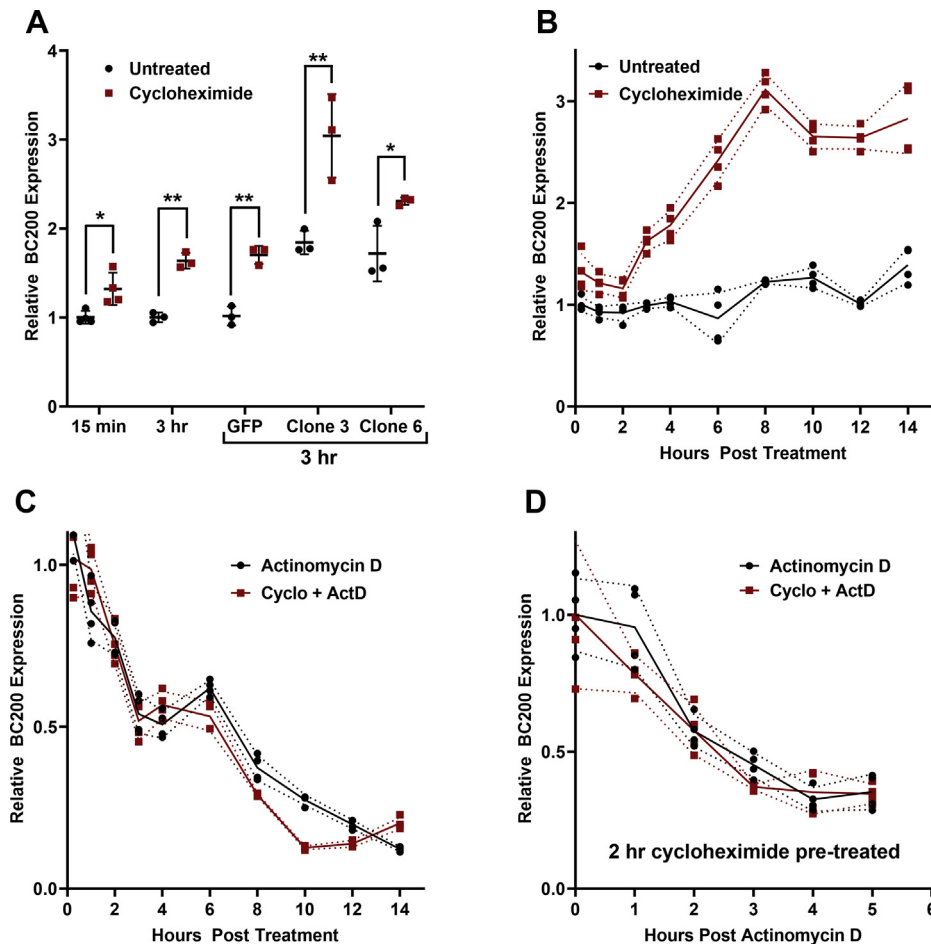 A
Relative BC200 Expression
4
3
2
1
0
Untreated
Cycloheximide
*
**
**
**
*
15 min
3 hr
GFP
Clone 3
Clone 6
3 hr
B
Relative BC200 Expression
3
2
1
0
Untreated
Cycloheximide
0 2 4 6 8 10 12 14
Hours Post Treatment
C
Relative BC200 Expression
1.0
0.5
0.0
Actinomycin D
Cyclo + ActD
0 2 4 6 8 10 12 14
Hours Post Treatment
D
Relative BC200 Expression
1.0
0.5
0.0
Actinomycin D
Cyclo + ActD
2 hr cycloheximide pre-treated
0 1 2 3 4 5 6
Hours Post Actinomycin D